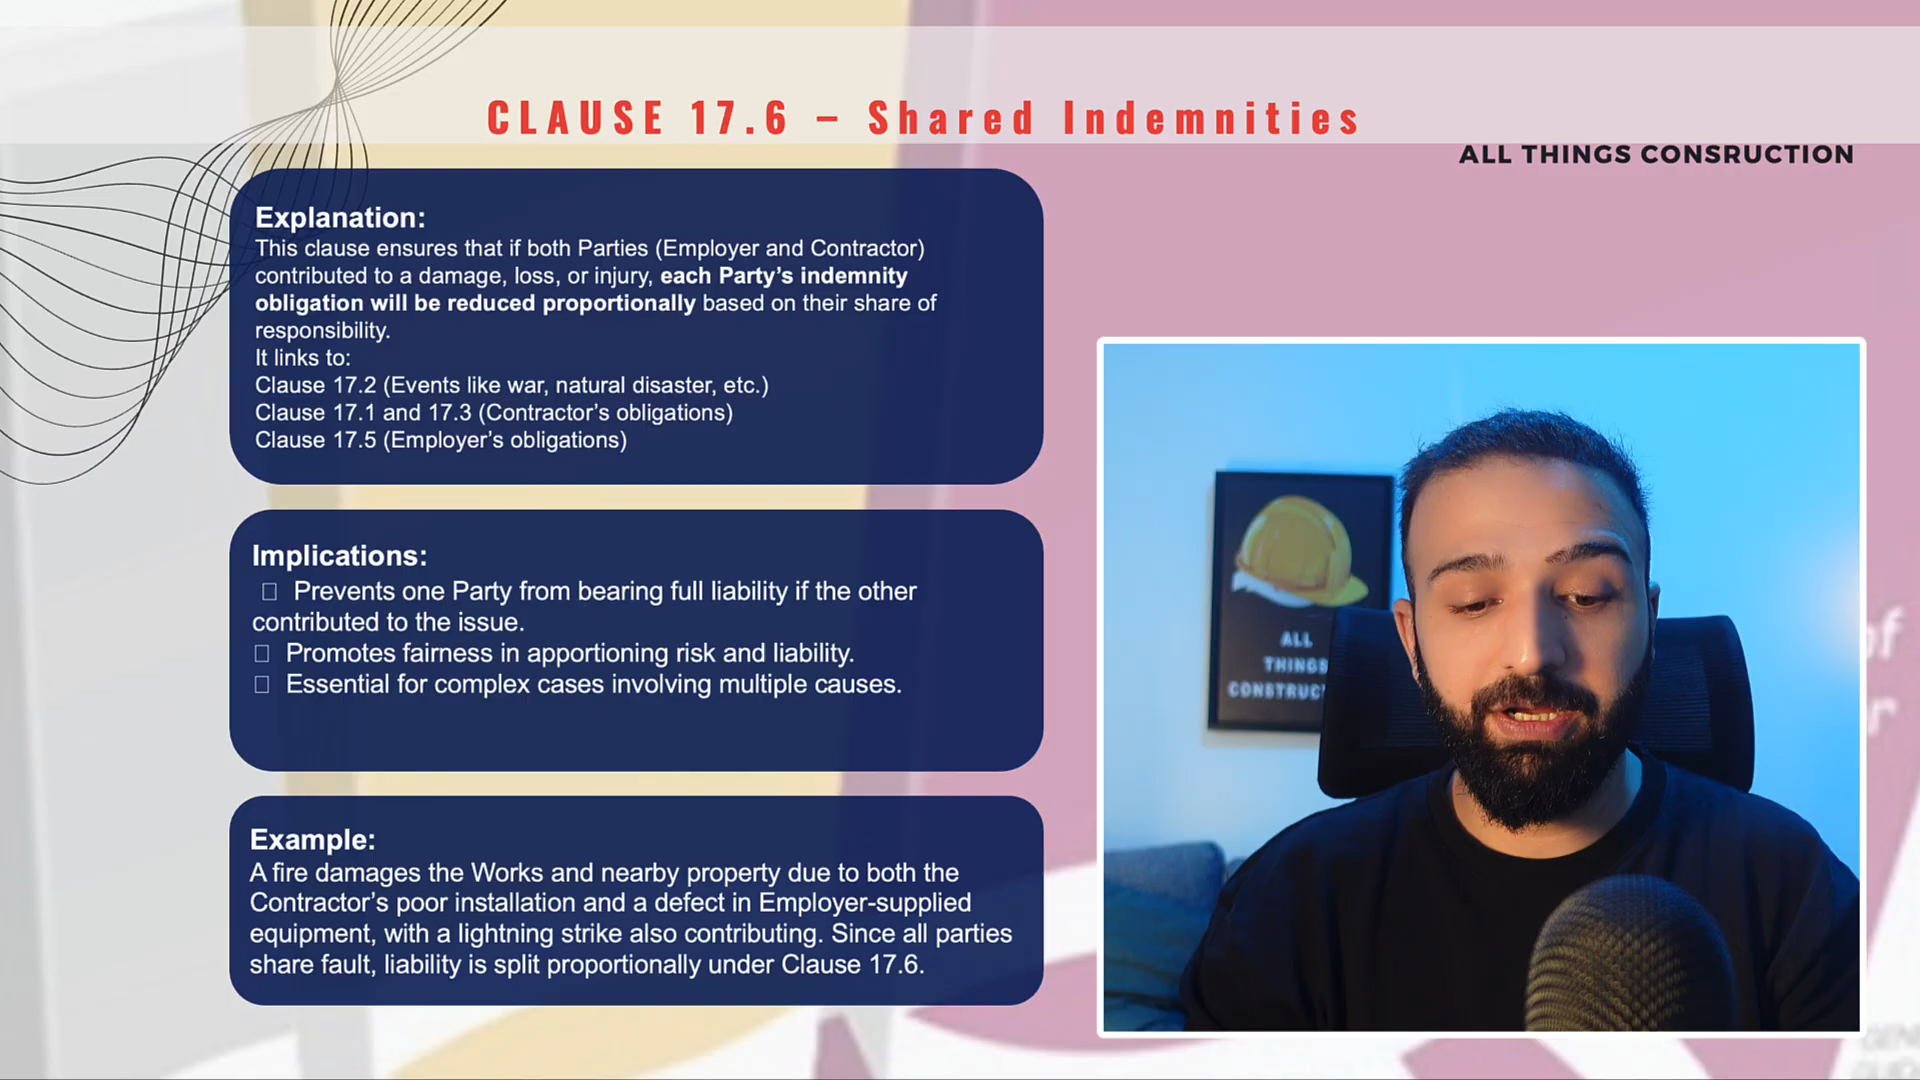 CLAUSE 17.6 – Shared Indemnities
ALL THINGS CONSRUCTION
Explanation:
This clause ensures that if both Parties (Employer and Contractor)
contributed to a damage, loss, or injury, each Party’s indemnity
obligation will be reduced proportionally based on their share of
responsibility.
It links to:
Clause 17.2 (Events like war, natural disaster, etc.)
Clause 17.1 and 17.3 (Contractor’s obligations)
Clause 17.5 (Employer’s obligations)
Implications:
Prevents one Party from bearing full liability if the other
contributed to the issue.
Promotes fairness in apportioning risk and liability.
Essential for complex cases involving multiple causes.
Example:
A fire damages the Works and nearby property due to both the
Contractor’s poor installation and a defect in Employer-supplied
equipment, with a lightning strike also contributing. Since all parties
share fault, liability is split proportionally under Clause 17.6.
ALL
THINGS
CONSTRUC
of